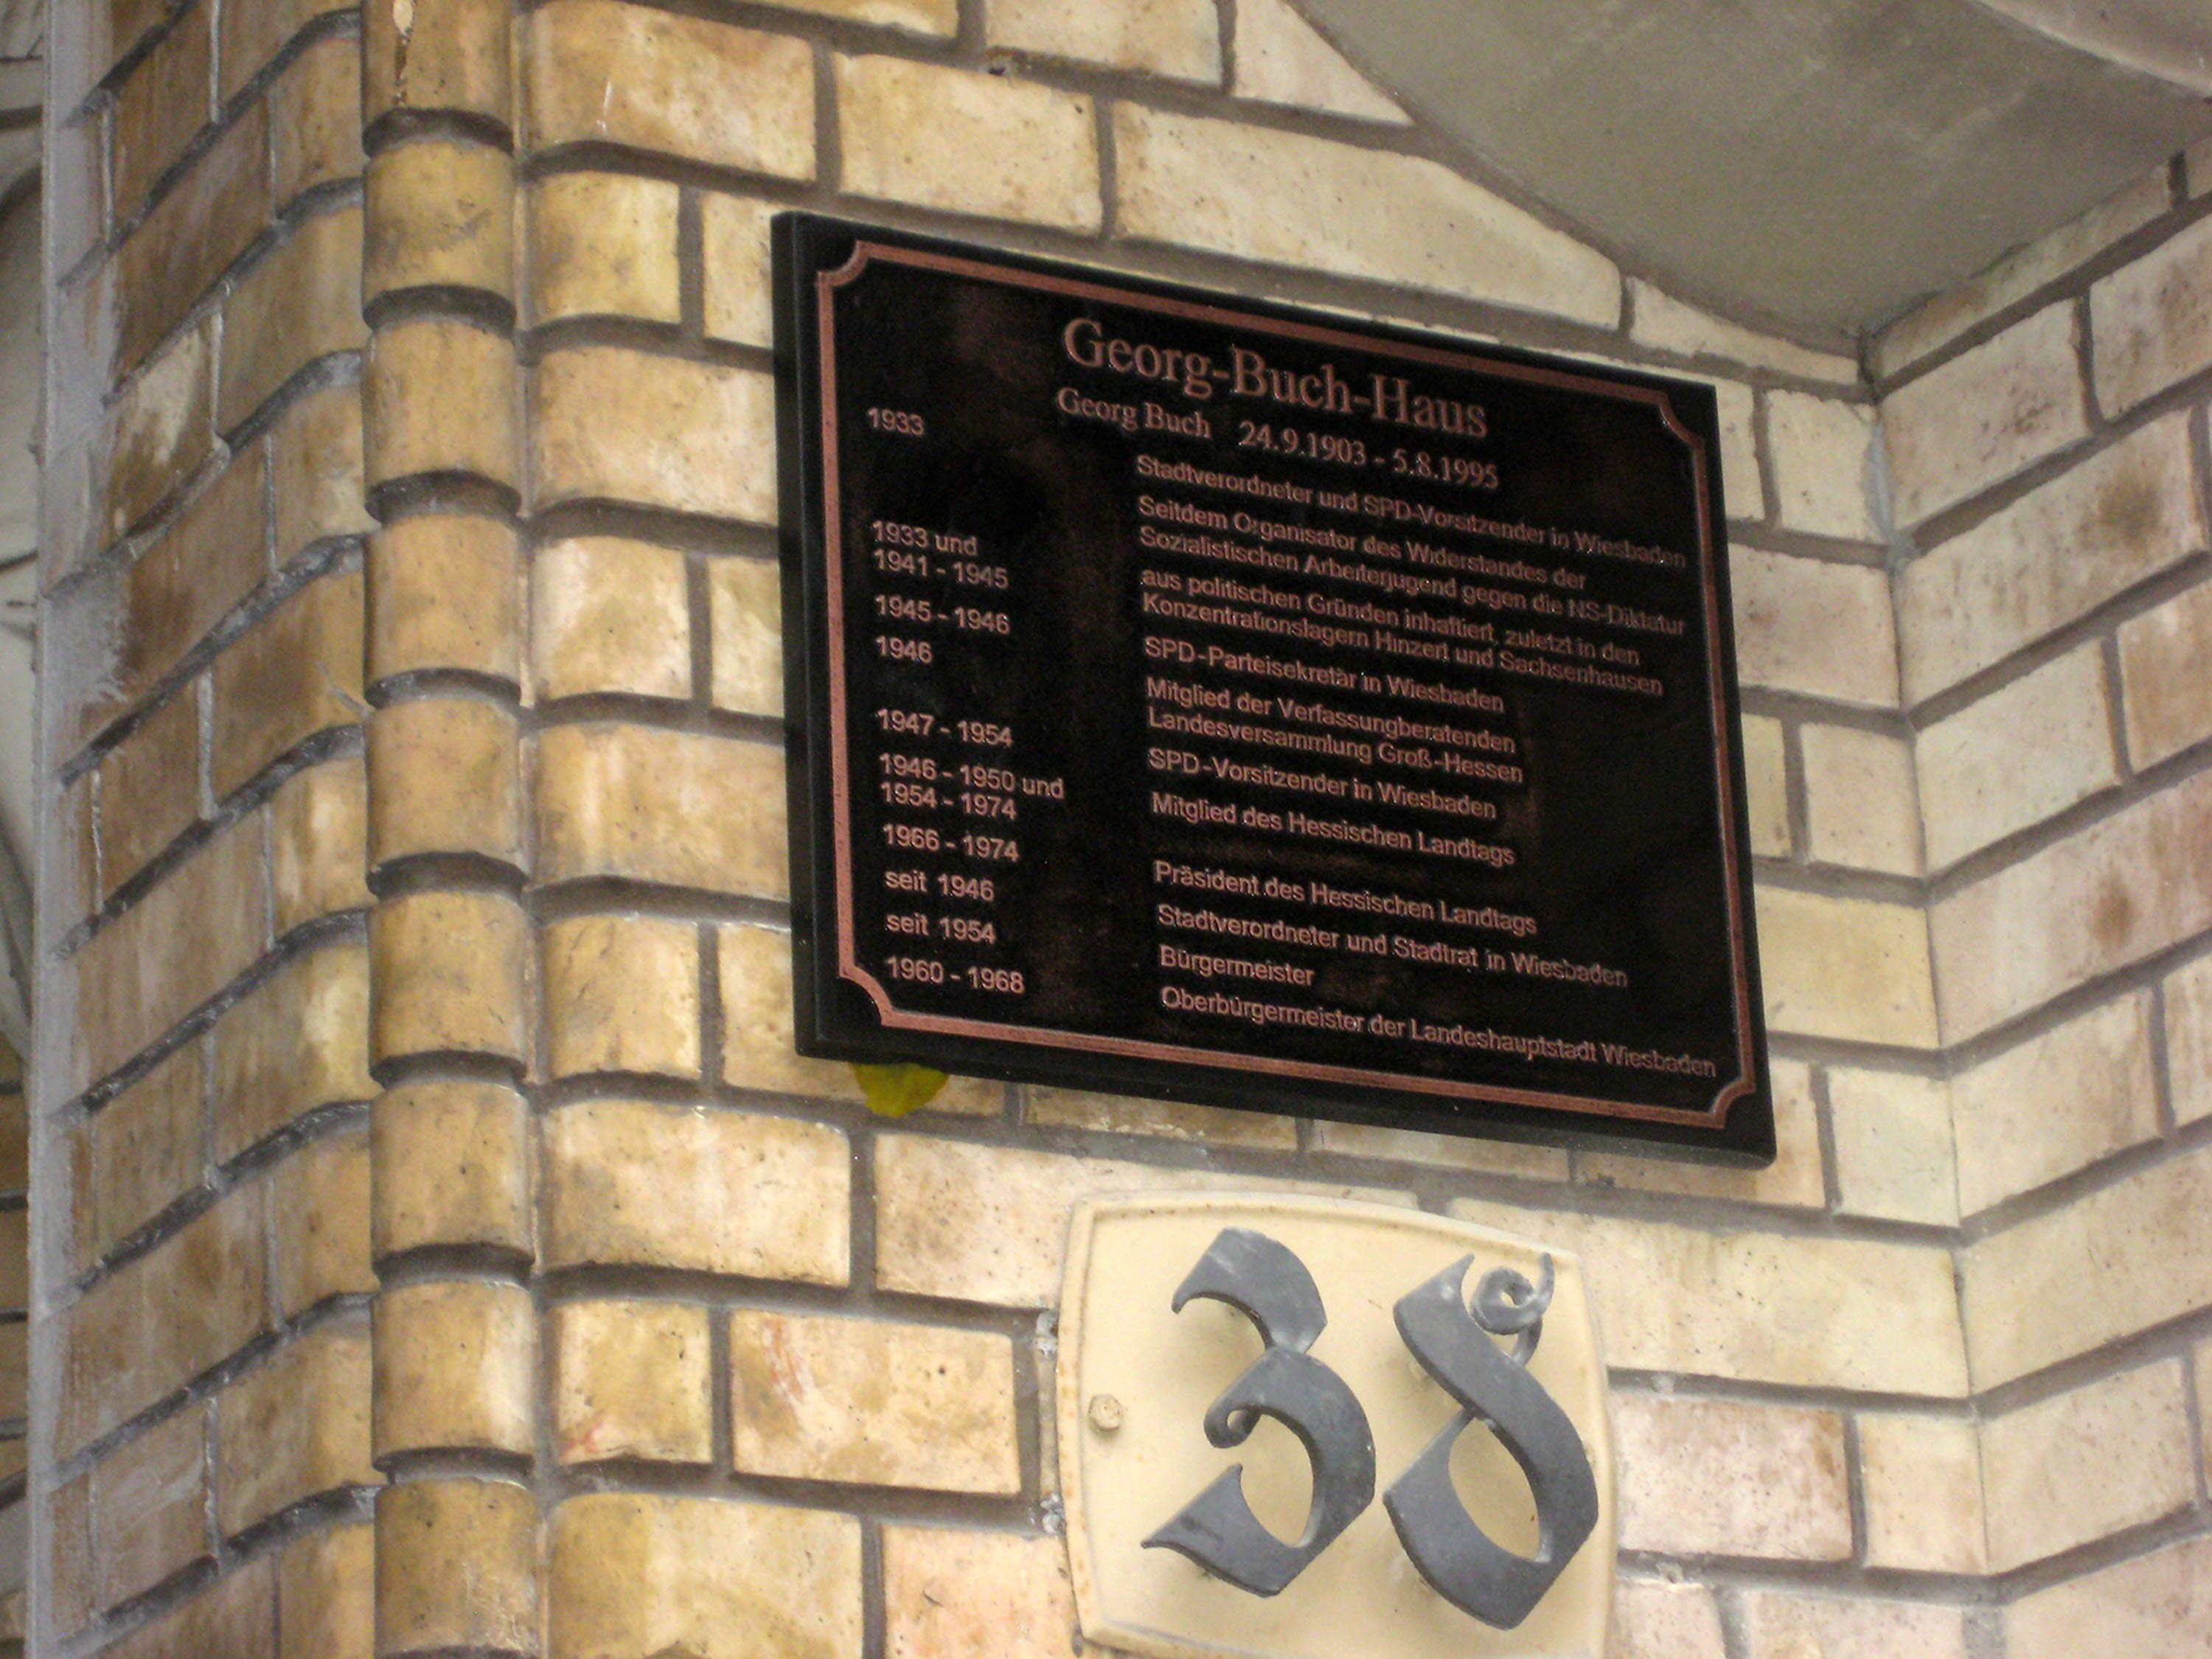 Georg-Buch-Haus
Georg Buch 24.9.1903 - 5.8.1995
1933 Stadtverordneter und SPD-Vorsitzender in Wiesbaden
Seitdem Organisator des Widerstandes der
Sozialistischen Arbeiterjugend gegen die NS-Diktatur
1933 und aus politischen Gründen inhaftiert, zuletzt in den
1941 - 1945 Konzentrationslagern Hinzert und Sachsenhausen
1945 - 1946 SPD-Parteisekretär in Wiesbaden
1946 Mitglied der Verfassungberatenden
Landesversammlung Groß-Hessen
1947 - 1954 SPD-Vorsitzender in Wiesbaden
1946 - 1950 und Mitglied des Hessischen Landtags
1954 - 1974
1966 - 1974 Präsident des Hessischen Landtags
seit 1946 Stadtverordneter und Stadtrat in Wiesbaden
seit 1954 Bürgermeister
1960 - 1968 Oberbürgermeister der Landeshauptstadt Wiesbaden
38